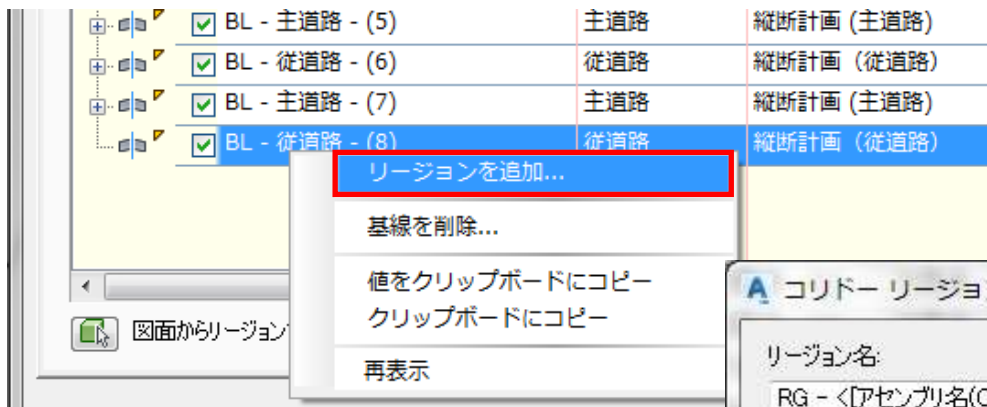 BL - 主道路 - (5) 主道路 縦断計画 (主道路)
BL - 従道路 - (6) 従道路 縦断計画（従道路）
BL - 主道路 - (7) 主道路 縦断計画 (主道路)
BL - 従道路 - (8) 従道路 縦断計画（従道路）
リージョンを追加...
基線を削除...
値をクリップボードにコピー
クリップボードにコピー
再表示
図面からリージョン
コリドー リージョ
リージョン名:
RG - <[アセンブリ名(C